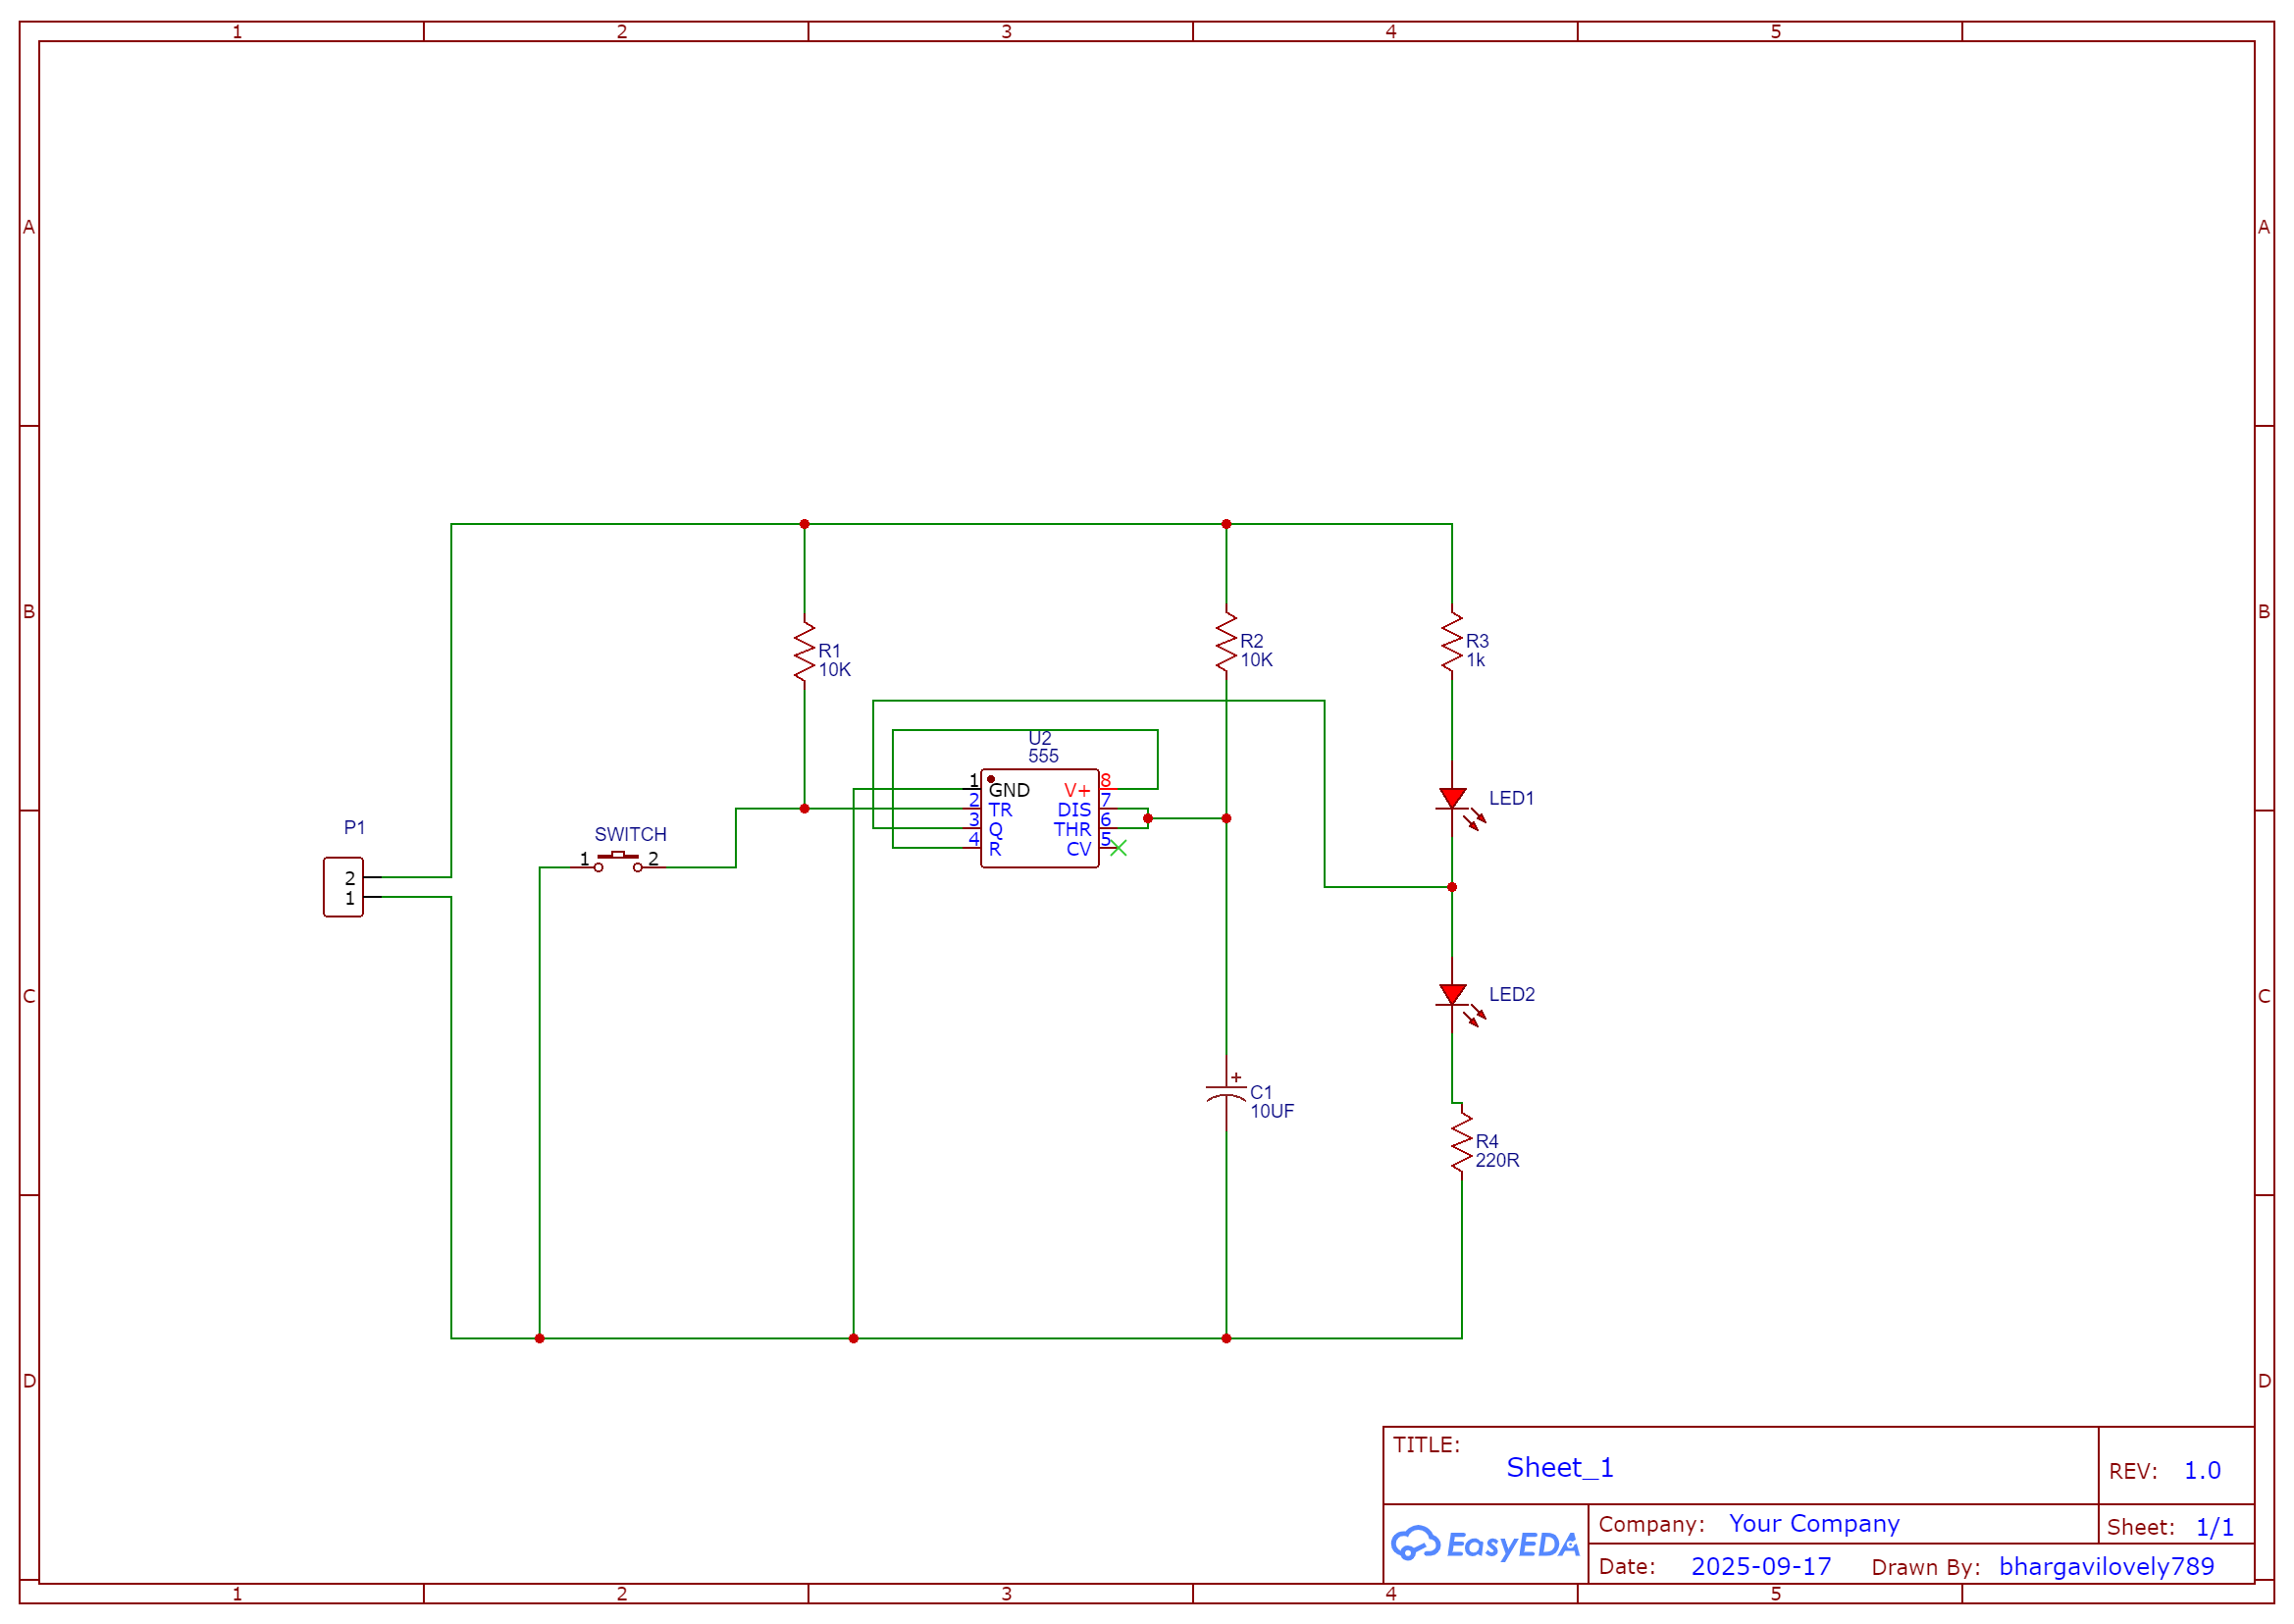 1 2 3 4 5
A A
B B
R1
10K
R2
10K
R3
1k
U2
555
1 GND V+ 8
2 TR DIS 7
3 Q THR 6
4 R CV 5
LED1
P1
2
1
SWITCH
1 2
C C
LED2
C1
10UF
R4
220R
D D
TITLE:
Sheet_1
REV: 1.0
EasyEDA
Company: Your Company
Sheet: 1/1
Date: 2025-09-17 Drawn By: bhargavilovely789
1 2 3 4 5